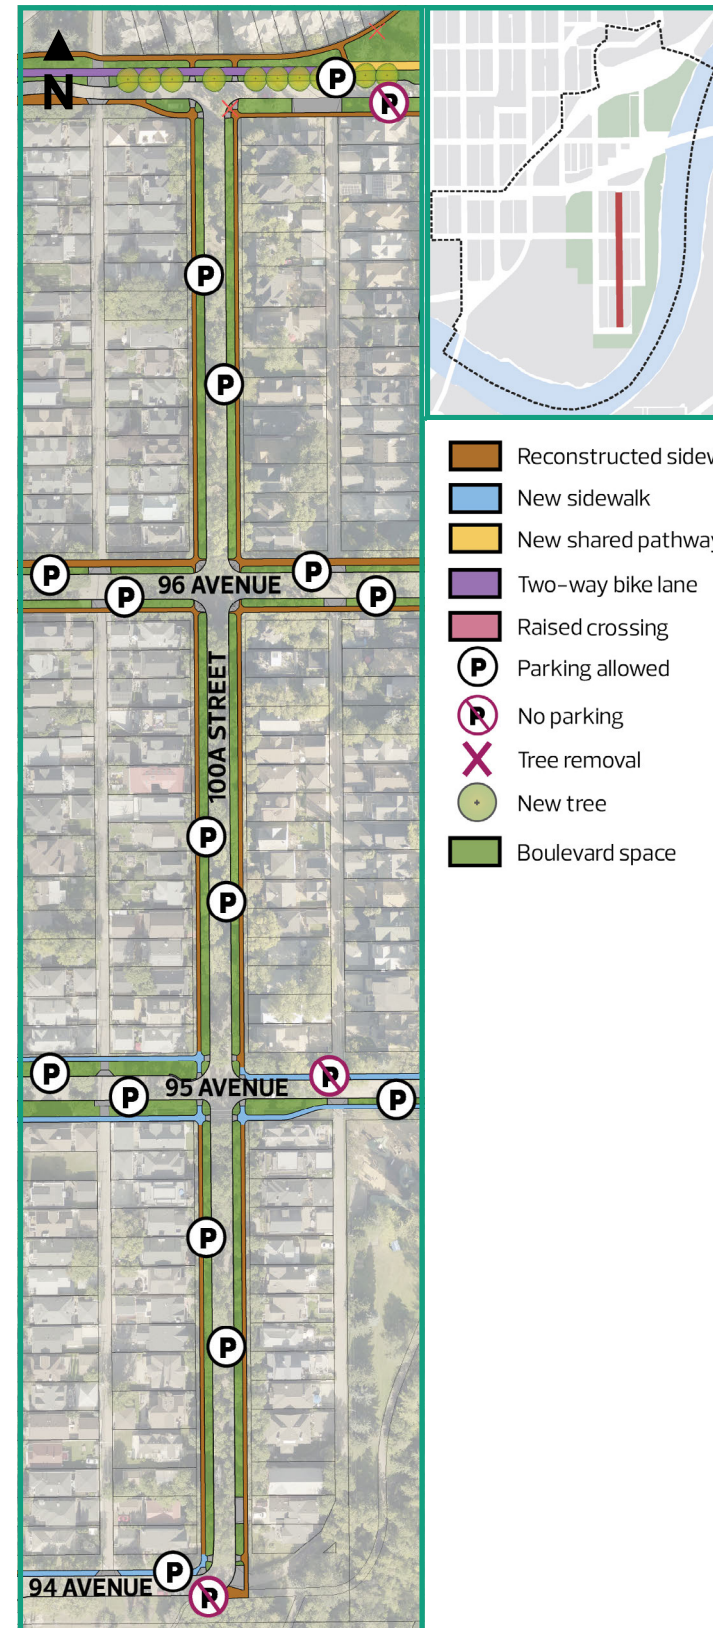 N
P
P
P
P
P
P
96 AVENUE
P
P
100A STREET
P
P
P
P
95 AVENUE
P
P
P
P
P
94 AVENUE
P
P
Reconstructed sidew
New sidewalk
New shared pathway
Two-way bike lane
Raised crossing
P Parking allowed
P No parking
Tree removal
New tree
Boulevard space